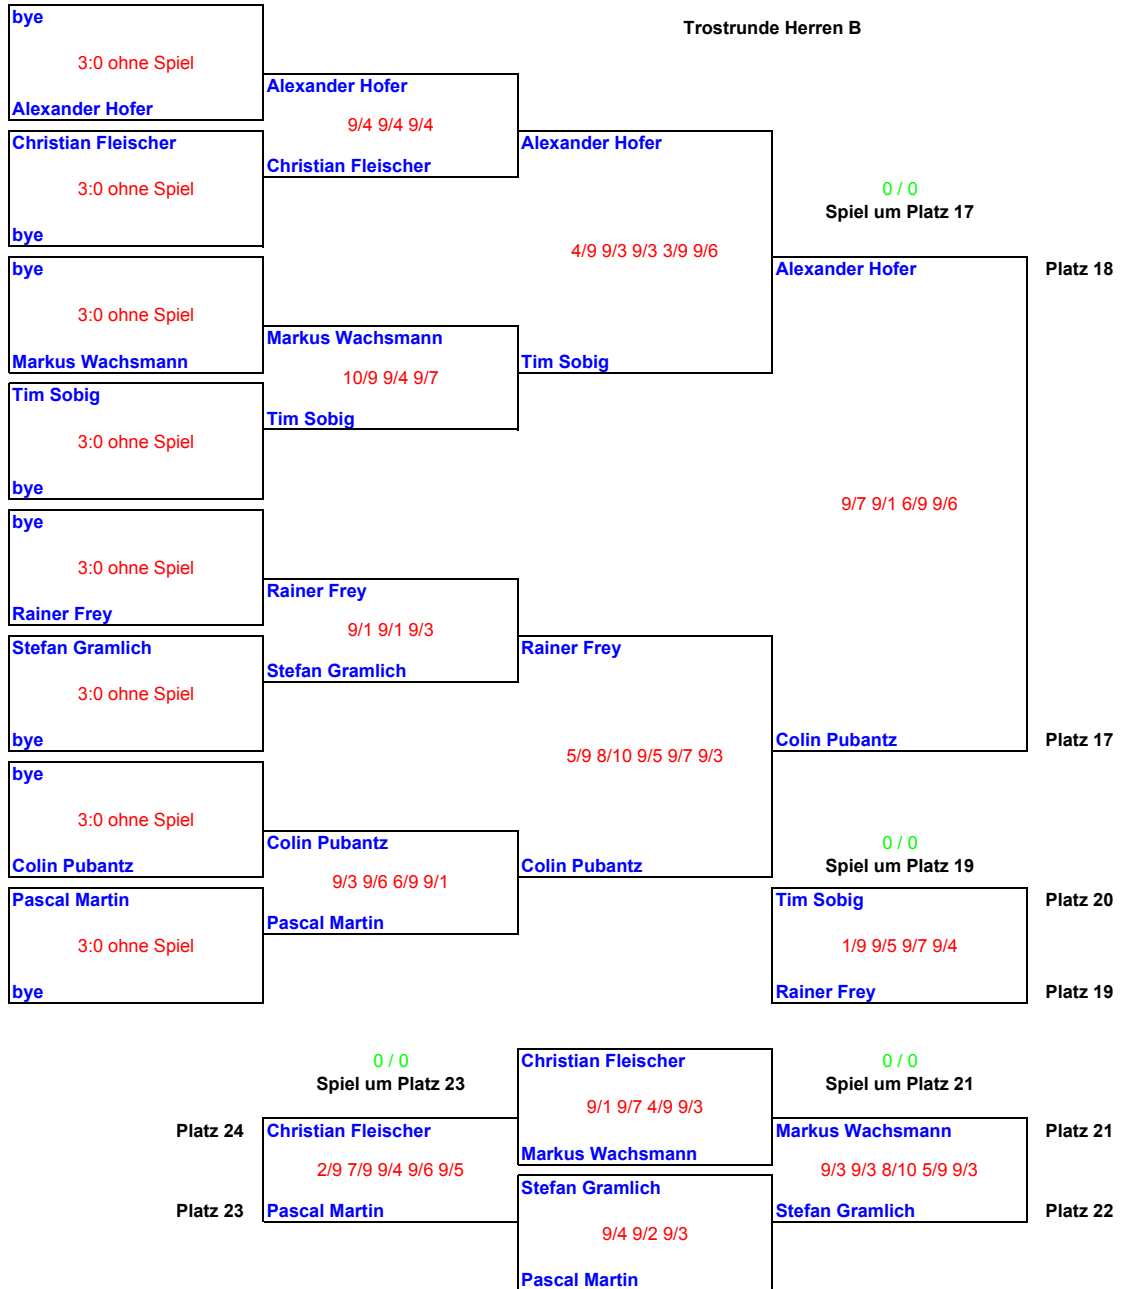 bye
Trostrunde Herren B
3:0 ohne Spiel
Alexander Hofer
Alexander Hofer
9/4 9/4 9/4
Christian Fleischer
Alexander Hofer
Christian Fleischer
3:0 ohne Spiel
0 / 0
Spiel um Platz 17
bye
4/9 9/3 9/3 3/9 9/6
bye
Alexander Hofer
Platz 18
3:0 ohne Spiel
Markus Wachsmann
Markus Wachsmann
Tim Sobig
10/9 9/4 9/7
Tim Sobig
Tim Sobig
3:0 ohne Spiel
bye
9/7 9/1 6/9 9/6
bye
3:0 ohne Spiel
Rainer Frey
Rainer Frey
9/1 9/1 9/3
Stefan Gramlich
Rainer Frey
Stefan Gramlich
3:0 ohne Spiel
bye
Colin Pubantz
Platz 17
5/9 8/10 9/5 9/7 9/3
bye
3:0 ohne Spiel
Colin Pubantz
0 / 0
Colin Pubantz
Colin Pubantz
Spiel um Platz 19
9/3 9/6 6/9 9/1
Pascal Martin
Tim Sobig
Platz 20
Pascal Martin
3:0 ohne Spiel
1/9 9/5 9/7 9/4
bye
Rainer Frey
Platz 19
0 / 0
Christian Fleischer
0 / 0
Spiel um Platz 23
Spiel um Platz 21
9/1 9/7 4/9 9/3
Platz 24
Christian Fleischer
Markus Wachsmann
Platz 21
Markus Wachsmann
2/9 7/9 9/4 9/6 9/5
9/3 9/3 8/10 5/9 9/3
Stefan Gramlich
Platz 23
Pascal Martin
Stefan Gramlich
Platz 22
9/4 9/2 9/3
Pascal Martin